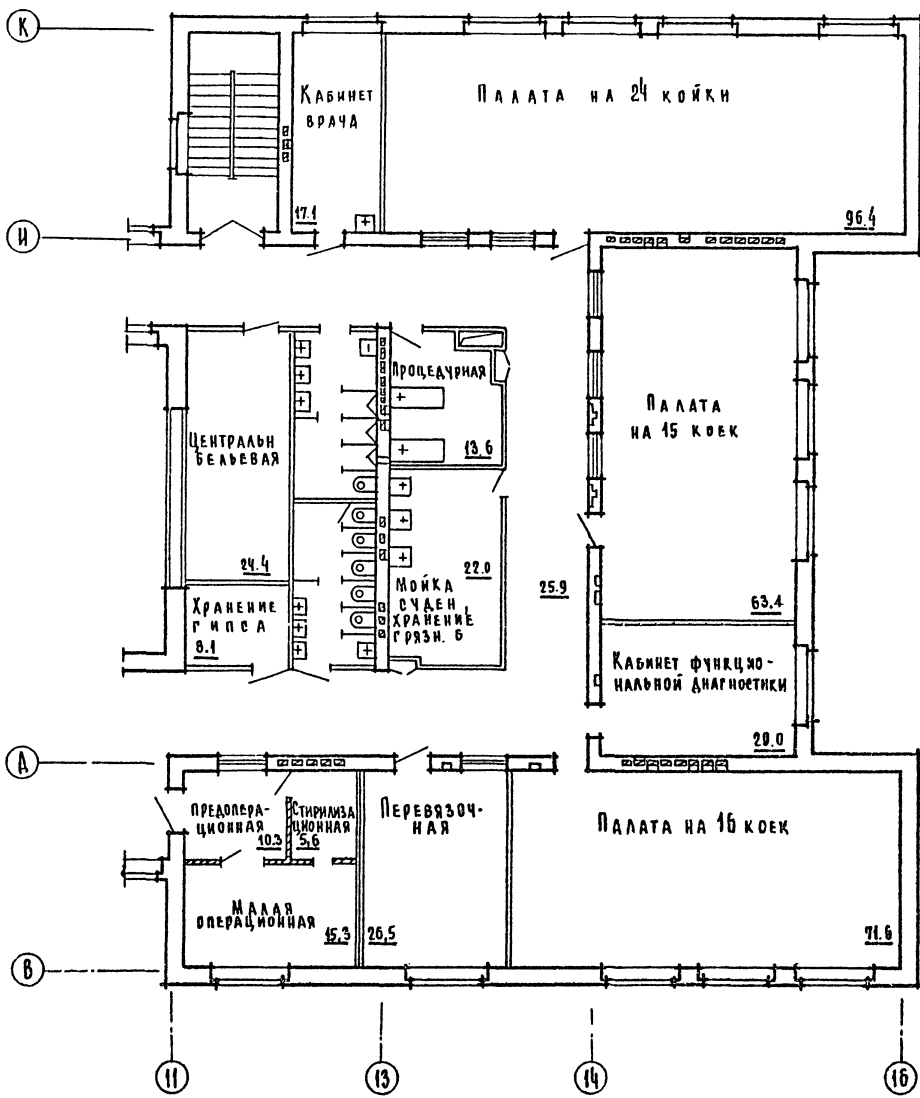 К
КАБИНЕТ
ВРАЧА
ПАЛАТА НА 24 КОЙКИ
17.1
96.4
И
ПРОЦЕДУРНАЯ
13.6
ЦЕНТРАЛЬН
БЕЛЬЕВАЯ
24.4
ПАЛАТА
НА 15 КОЕК
63.4
22.0
25.9
МОЙКА
СУДЕН,
ХРАНЕНИЕ
ГРЯЗН. Б
ХРАНЕНИЕ
ГИПСА
8.1
КАБИНЕТ ФУНКЦИО-
НАЛЬНОЙ ДИАГНОСТИКИ
20.0
Д
ПРЕДОПЕРА-
ЦИОННАЯ
10.3
СТИРИЛИЗА
ЦИОННАЯ
5,6
ПЕРЕВЯЗОЧ-
НАЯ
ПАЛАТА НА 16 КОЕК
МАЛАЯ
ОПЕРАЦИОННАЯ
15,3
26,5
71.6
В
11
13
14
16